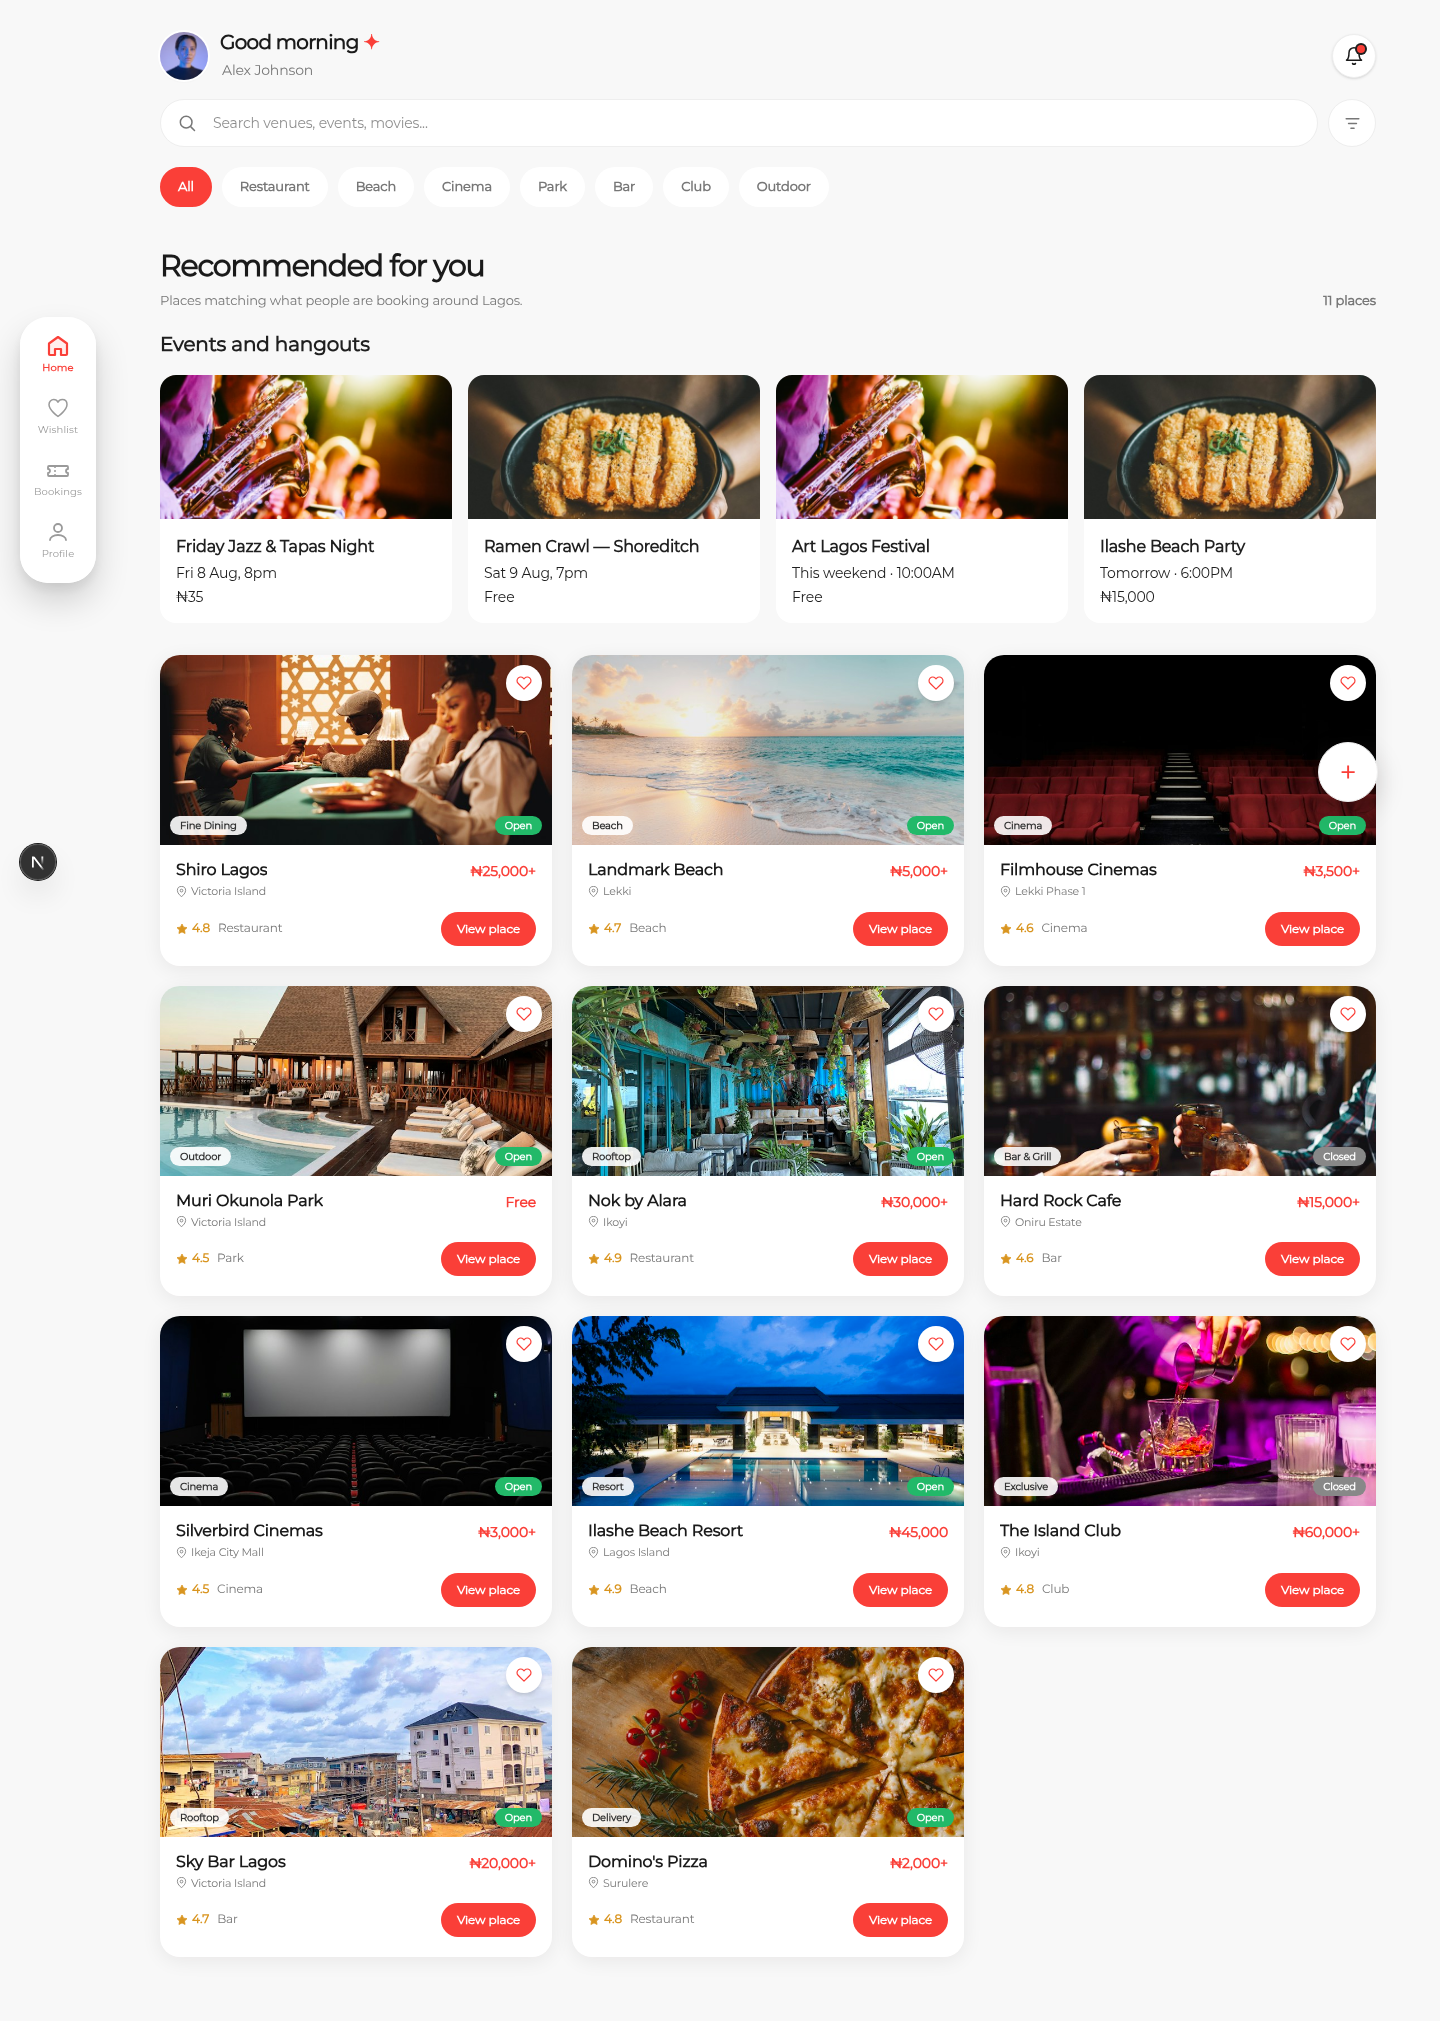 Good morning
Alex Johnson
Search venues, events, movies...
All
Restaurant
Beach
Cinema
Park
Bar
Club
Outdoor
Recommended for you
Places matching what people are booking around Lagos.
11 places
Home
Wishlist
Bookings
Profile
N
Events and hangouts
Friday Jazz & Tapas Night
Fri 8 Aug, 8pm
₦35
Ramen Crawl — Shoreditch
Sat 9 Aug, 7pm
Free
Art Lagos Festival
This weekend · 10:00AM
Free
Ilashe Beach Party
Tomorrow · 6:00PM
₦15,000
Fine Dining
Open
Shiro Lagos
₦25,000+
Victoria Island
4.8 Restaurant
View place
Beach
Open
Landmark Beach
₦5,000+
Lekki
4.7 Beach
View place
Cinema
Open
Filmhouse Cinemas
₦3,500+
Lekki Phase 1
4.6 Cinema
View place
Outdoor
Open
Muri Okunola Park
Free
Victoria Island
4.5 Park
View place
Rooftop
Open
Nok by Alara
₦30,000+
Ikoyi
4.9 Restaurant
View place
Bar & Grill
Closed
Hard Rock Cafe
₦15,000+
Oniru Estate
4.6 Bar
View place
Cinema
Open
Silverbird Cinemas
₦3,000+
Ikeja City Mall
4.5 Cinema
View place
Resort
Open
Ilashe Beach Resort
₦45,000
Lagos Island
4.9 Beach
View place
Exclusive
Closed
The Island Club
₦60,000+
Ikoyi
4.8 Club
View place
Rooftop
Open
Sky Bar Lagos
₦20,000+
Victoria Island
4.7 Bar
View place
Delivery
Open
Domino's Pizza
₦2,000+
Surulere
4.8 Restaurant
View place